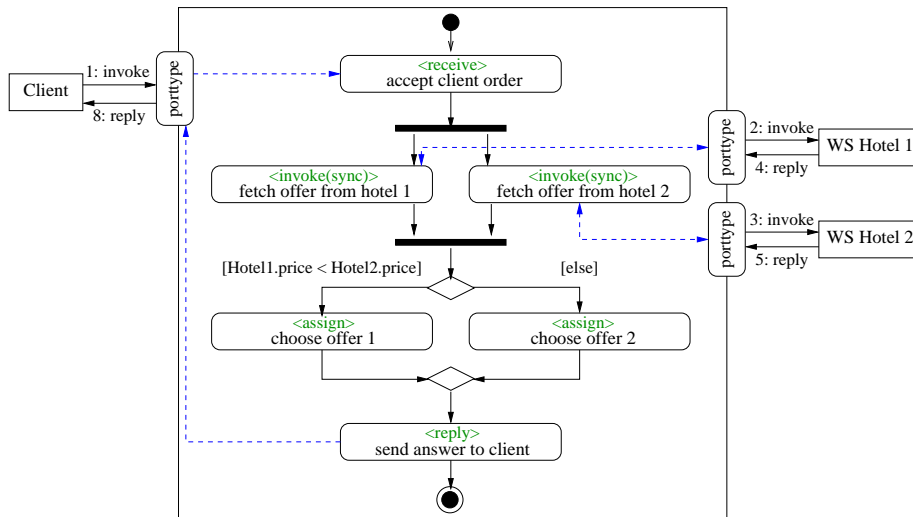 <receive>
accept client order
1: invoke
Client
porttype
8: reply
porttype
2: invoke
WS Hotel 1
4: reply
<invoke(sync)>
fetch offer from hotel 1
<invoke(sync)>
fetch offer from hotel 2
porttype
3: invoke
WS Hotel 2
5: reply
[Hotel1.price < Hotel2.price]
[else]
<assign>
choose offer 1
<assign>
choose offer 2
<reply>
send answer to client